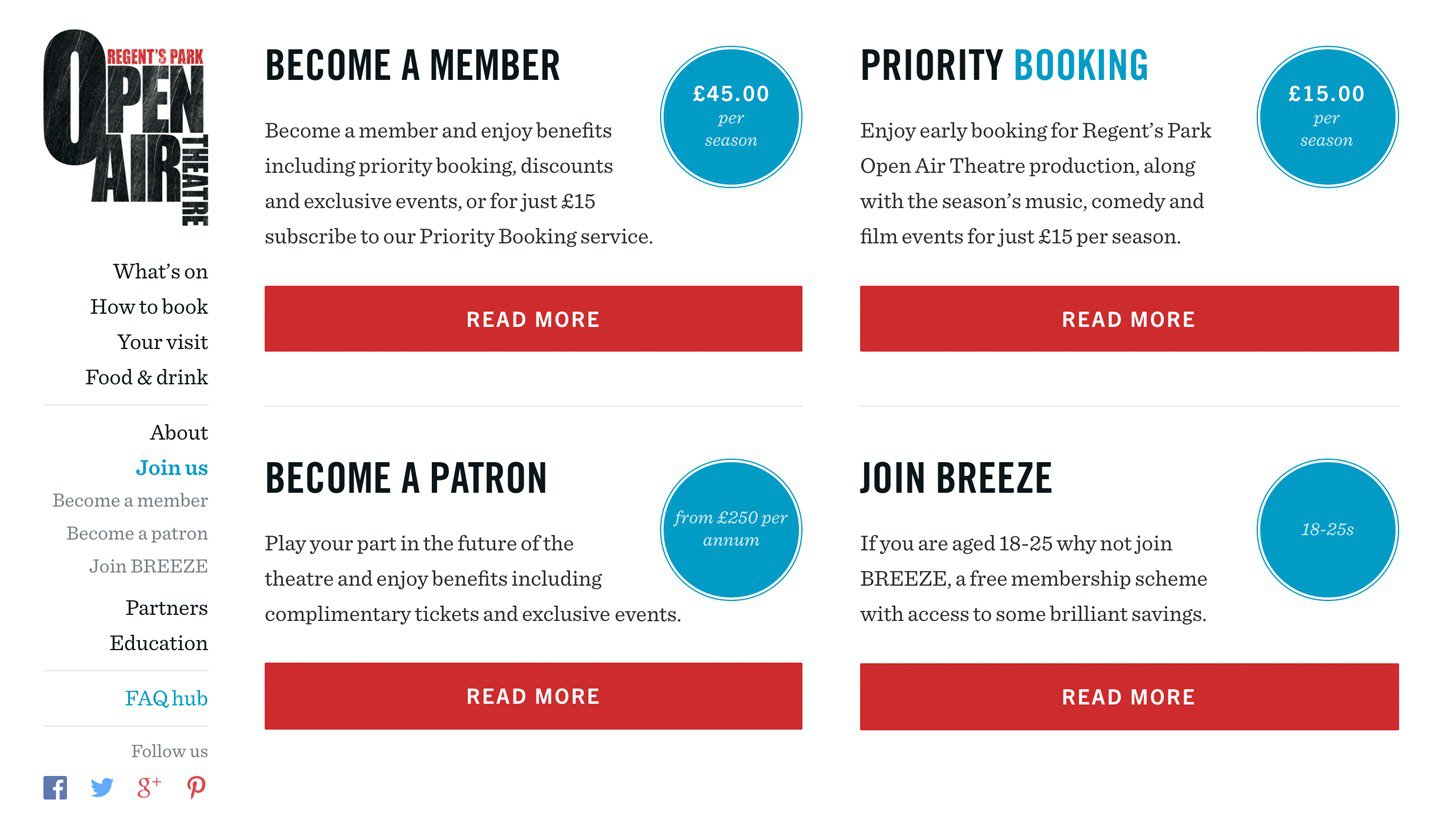 REGENT'S PARK
OPEN
AIR
THEATRE
What's on
How to book
Your visit
Food & drink
About
Join us
Become a member
Become a patron
Join BREEZE
Partners
Education
FAQ hub
Follow us
BECOME A MEMBER
£45.00
per
season
Become a member and enjoy benefits
including priority booking, discounts
and exclusive events, or for just £15
subscribe to our Priority Booking service.
READ MORE
PRIORITY BOOKING
£15.00
per
season
Enjoy early booking for Regent's Park
Open Air Theatre production, along
with the season's music, comedy and
film events for just £15 per season.
READ MORE
BECOME A PATRON
from £250 per
annum
Play your part in the future of the
theatre and enjoy benefits including
complimentary tickets and exclusive events.
READ MORE
JOIN BREEZE
18-25s
If you are aged 18-25 why not join
BREEZE, a free membership scheme
with access to some brilliant savings.
READ MORE